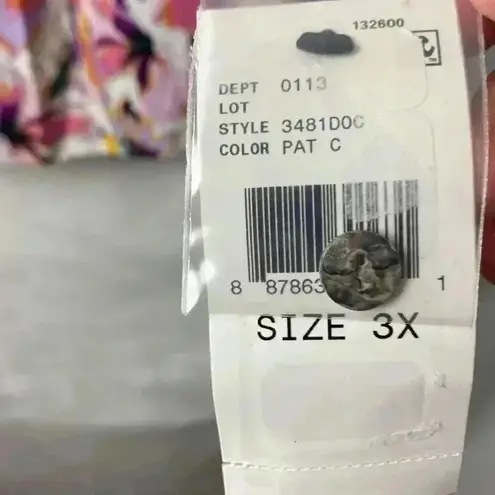 132600
DEPT 0113
LOT
STYLE 3481D0C
COLOR PAT C
8 87863 1
SIZE 3X